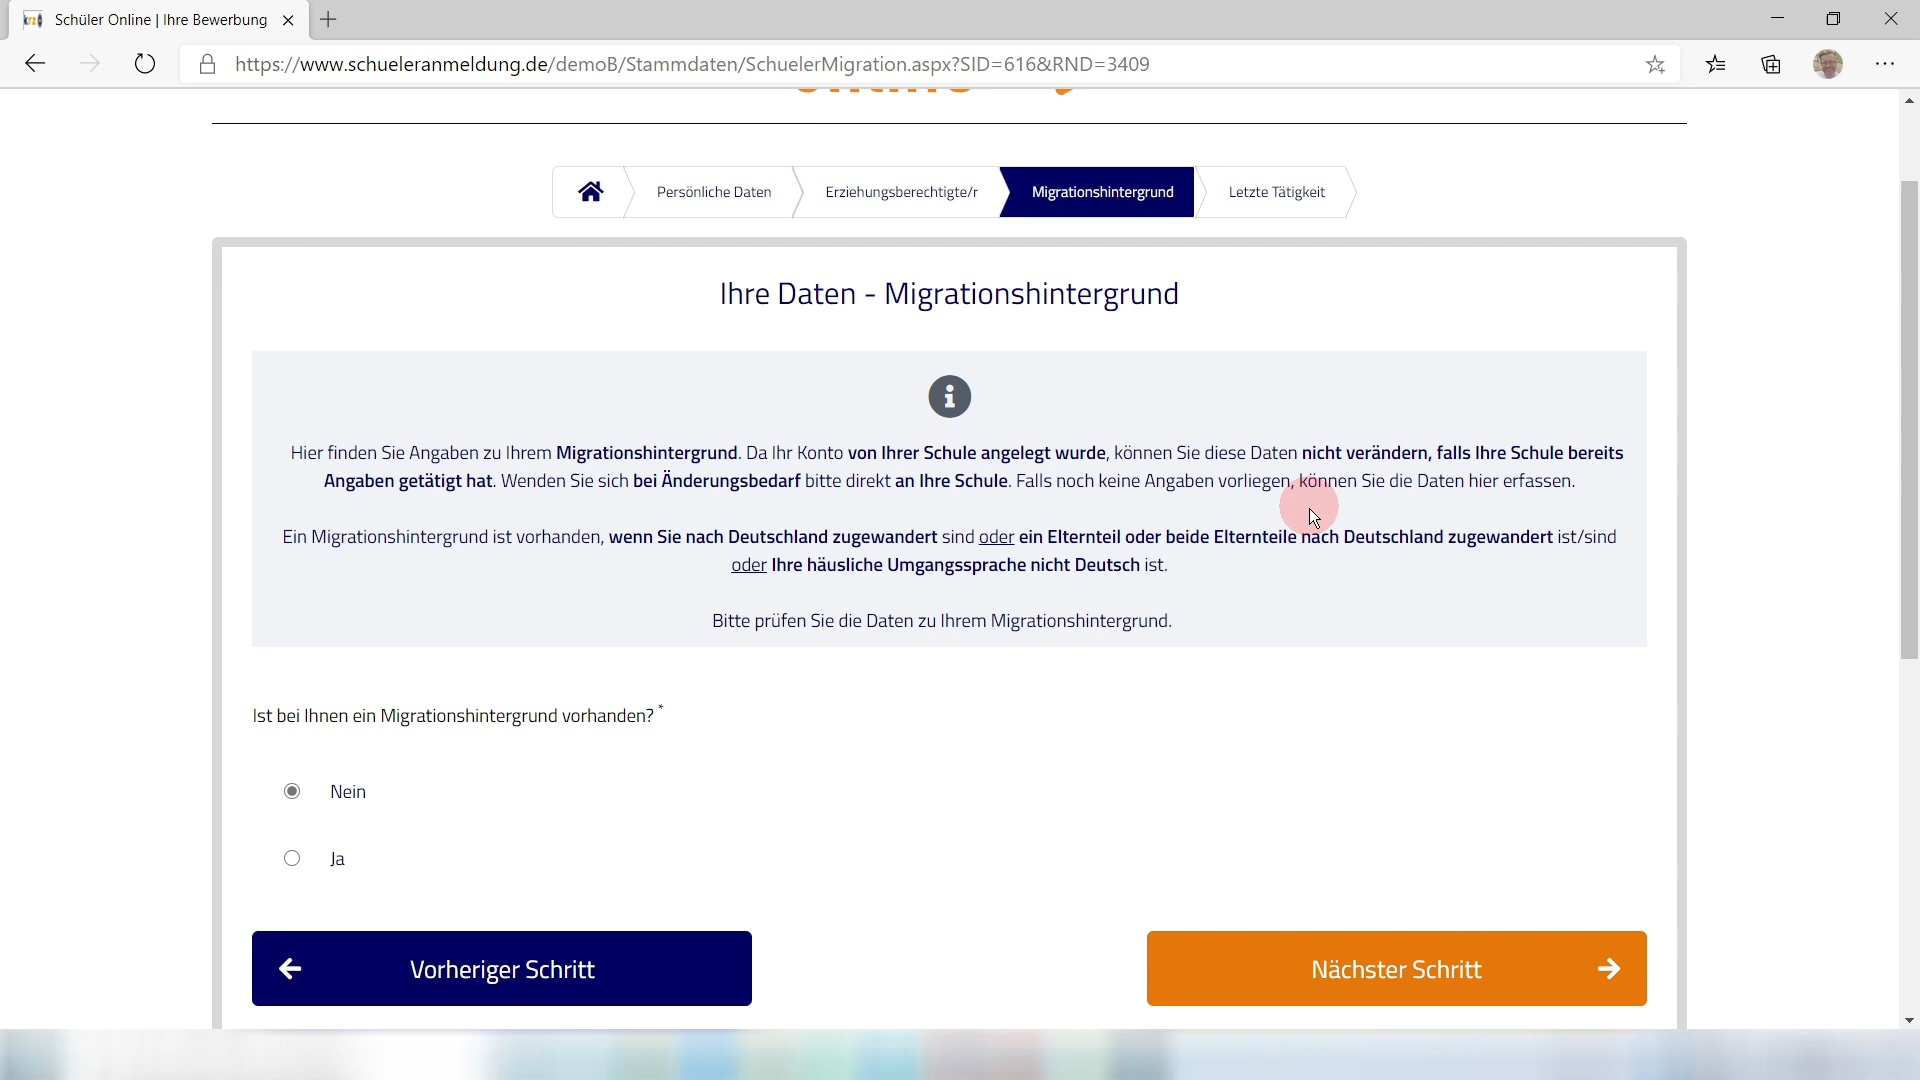 Schüler Online | Ihre Bewerbung
https://www.schueleranmeldung.de/demoB/Stammdaten/SchuelerMigration.aspx?SID=616&RND=3409
Persönliche Daten
Erziehungsberechtigte/r
Migrationshintergrund
Letzte Tätigkeit
Ihre Daten - Migrationshintergrund
Hier finden Sie Angaben zu Ihrem Migrationshintergrund. Da Ihr Konto von Ihrer Schule angelegt wurde, können Sie diese Daten nicht verändern, falls Ihre Schule bereits
Angaben getätigt hat. Wenden Sie sich bei Änderungsbedarf bitte direkt an Ihre Schule. Falls noch keine Angaben vorliegen, können Sie die Daten hier erfassen.
Ein Migrationshintergrund ist vorhanden, wenn Sie nach Deutschland zugewandert sind oder ein Elternteil oder beide Elternteile nach Deutschland zugewandert ist/sind
oder Ihre häusliche Umgangssprache nicht Deutsch ist.
Bitte prüfen Sie die Daten zu Ihrem Migrationshintergrund.
Ist bei Ihnen ein Migrationshintergrund vorhanden? *
Nein
Ja
Vorheriger Schritt
Nächster Schritt